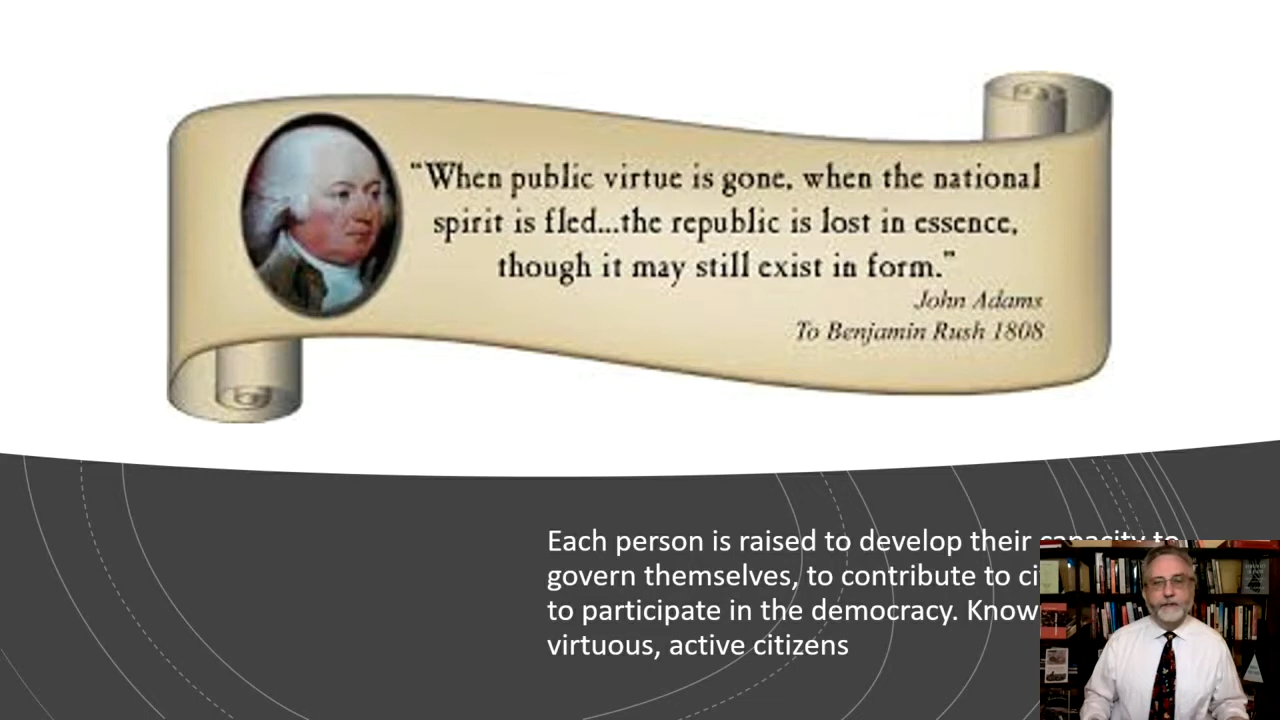 “When public virtue is gone, when the national
spirit is fled...the republic is lost in essence,
though it may still exist in form.”
John Adams
To Benjamin Rush 1808
Each person is raised to develop their capacity to
govern themselves, to contribute to
to participate in the democracy.
virtuous, active citizens